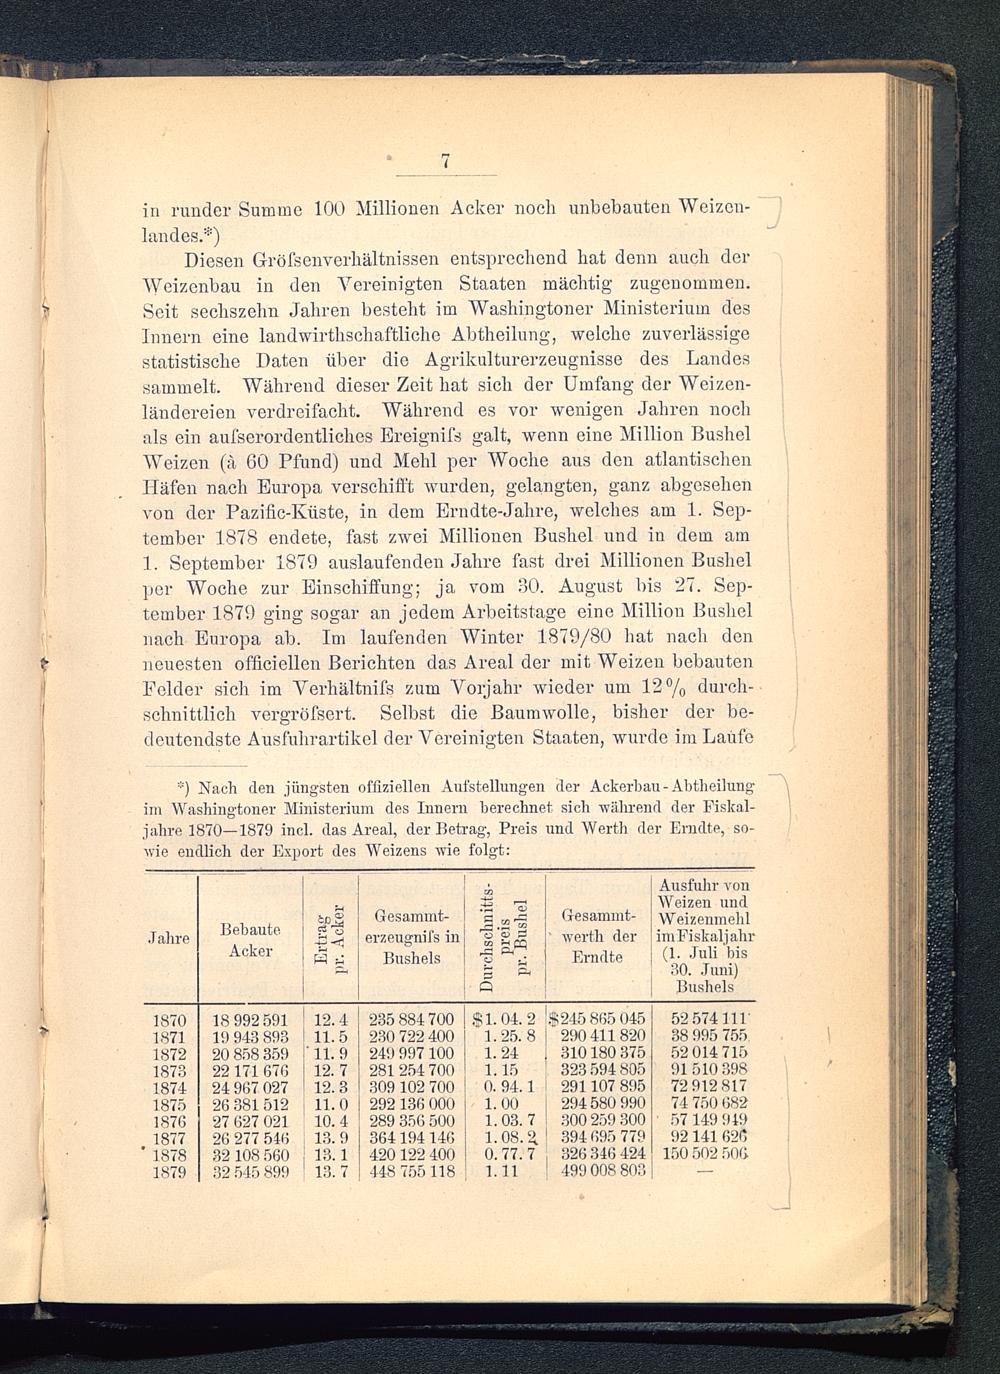 7
in runder Summe 100 Millionen Acker noch unbebauten Weizen-
landes.*)
Diesen Gröfsenverhältnissen entsprechend hat denn auch der
Weizenbau in den Vereinigten Staaten mächtig zugenommen.
Seit sechszehn Jahren besteht im Washingtoner Ministerium des
Innern eine landwirthschaftliche Abtheilung, welche zuverlässige
statistische Daten über die Agrikulturerzeugnisse des Landes
sammelt. Während dieser Zeit hat sich der Umfang der Weizen-
ländereien verdreifacht. Während es vor wenigen Jahren noch
als ein aufserordentliches Ereignifs galt, wenn eine Million Bushel
Weizen (à 60 Pfund) und Mehl per Woche aus den atlantischen
Häfen nach Europa verschifft wurden, gelangten, ganz abgesehen
von der Pazific-Küste, in dem Erndte-Jahre, welches am 1. Sep-
tember 1878 endete, fast zwei Millionen Bushel und in dem am
1. September 1879 auslaufenden Jahre fast drei Millionen Bushel
per Woche zur Einschiffung; ja vom 30. August bis 27. Sep-
tember 1879 ging sogar an jedem Arbeitstage eine Million Bushel
nach Europa ab. Im laufenden Winter 1879/80 hat nach den
neuesten officiellen Berichten das Areal der mit Weizen bebauten
Felder sich im Verhältnifs zum Vorjahr wieder um 12% durch-
schnittlich vergröfsert. Selbst die Baumwolle, bisher der be-
deutendste Ausfuhrartikel der Vereinigten Staaten, wurde im Laufe
*) Nach den jüngsten offiziellen Aufstellungen der Ackerbau-Abtheilung
im Washingtoner Ministerium des Innern berechnet sich während der Fiskal-
jahre 1870—1879 incl. das Areal, der Betrag, Preis und Werth der Erndte, so-
wie endlich der Export des Weizens wie folgt:
Jahre
Bebaute
Acker
Ertrag
pr. Acker
Gesammt-
erzeugnifs in
Bushels
Durchschnitts-
preis
pr. Bushel
Gesammt-
werth der
Erndte
Ausfuhr von
Weizen und
Weizenmehl
im Fiskaljahr
(1. Juli bis
30. Juni)
Bushels
1870 18 992 591 12. 4 235 884 700 $1. 04. 2 $245 865 045 52 574 111
1871 19 943 893 11. 5 230 722 400 1. 25. 8 290 411 820 38 995 755
1872 20 858 359 11. 9 249 997 100 1. 24 310 180 375 52 014 715
1873 22 171 676 12. 7 281 254 700 1. 15 323 594 805 91 510 398
1874 24 967 027 12. 3 309 102 700 0. 94. 1 291 107 895 72 912 817
1875 26 381 512 11. 0 292 136 000 1. 00 294 580 990 74 750 682
1876 27 627 021 10. 4 289 356 500 1. 03. 7 300 259 300 57 149 949
1877 26 277 546 13. 9 364 194 146 1. 08. 2 394 695 779 92 141 626
1878 32 108 560 13. 1 420 122 400 0. 77. 7 326 346 424 150 502 506
1879 32 545 899 13. 7 448 755 118 1. 11 499 008 803 —